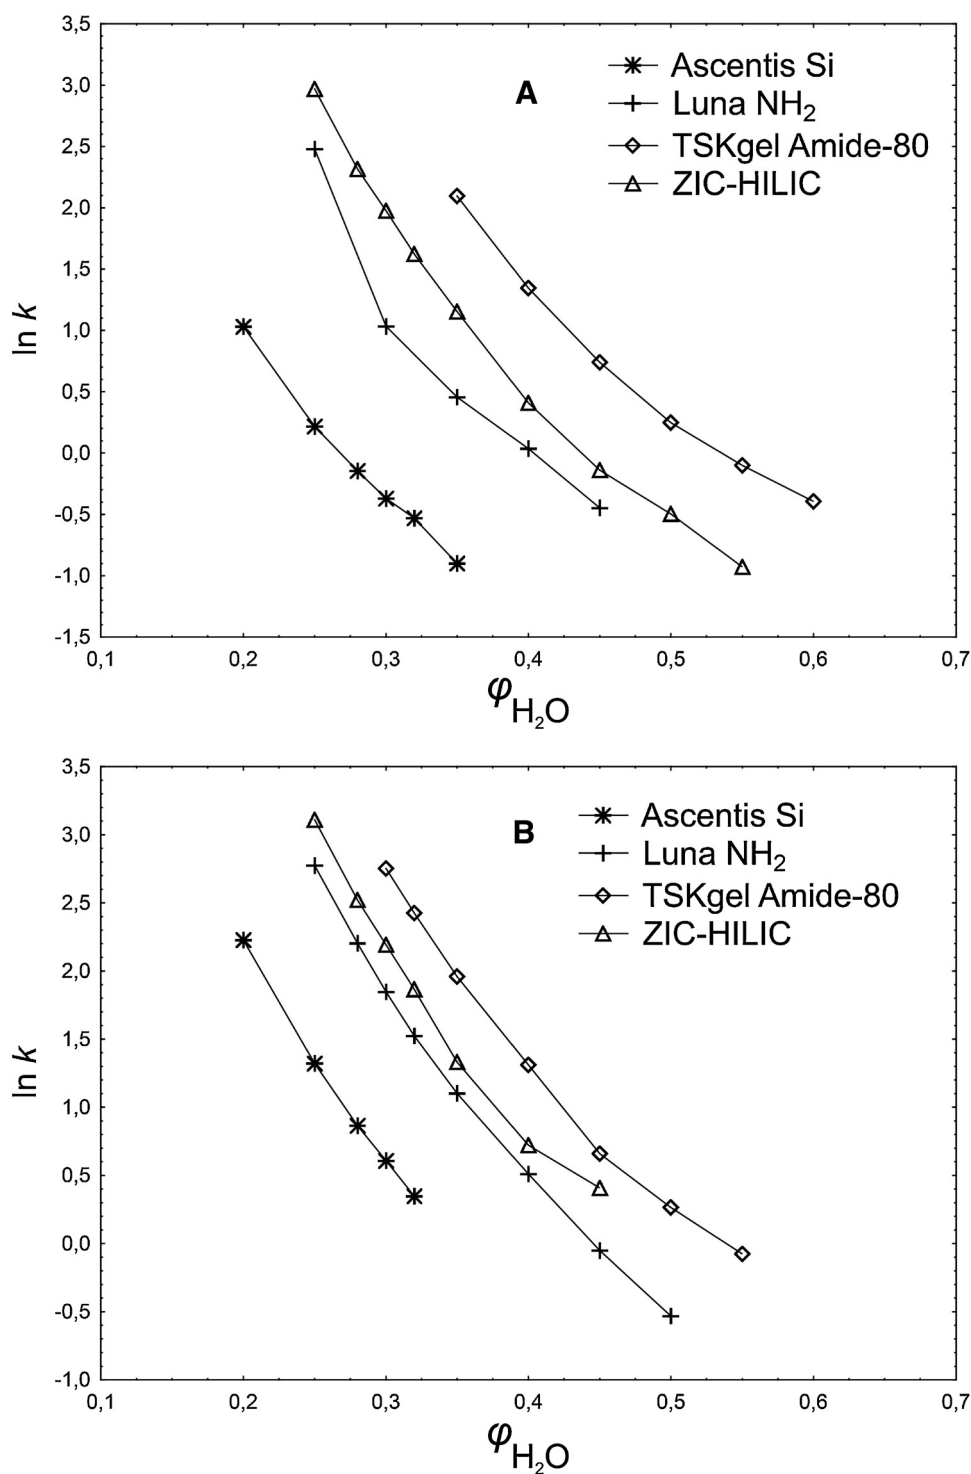 3,5
3,0
2,5
2,0
1,5
1,0
0,5
0,0
-0,5
-1,0
-1,5
ln k
A
Ascentis Si
Luna NH₂
TSKgel Amide-80
ZIC-HILIC
0,1 0,2 0,3 0,4 0,5 0,6 0,7
φH₂O
3,5
3,0
2,5
2,0
1,5
1,0
0,5
0,0
-0,5
-1,0
ln k
B
Ascentis Si
Luna NH₂
TSKgel Amide-80
ZIC-HILIC
0,1 0,2 0,3 0,4 0,5 0,6 0,7
φH₂O